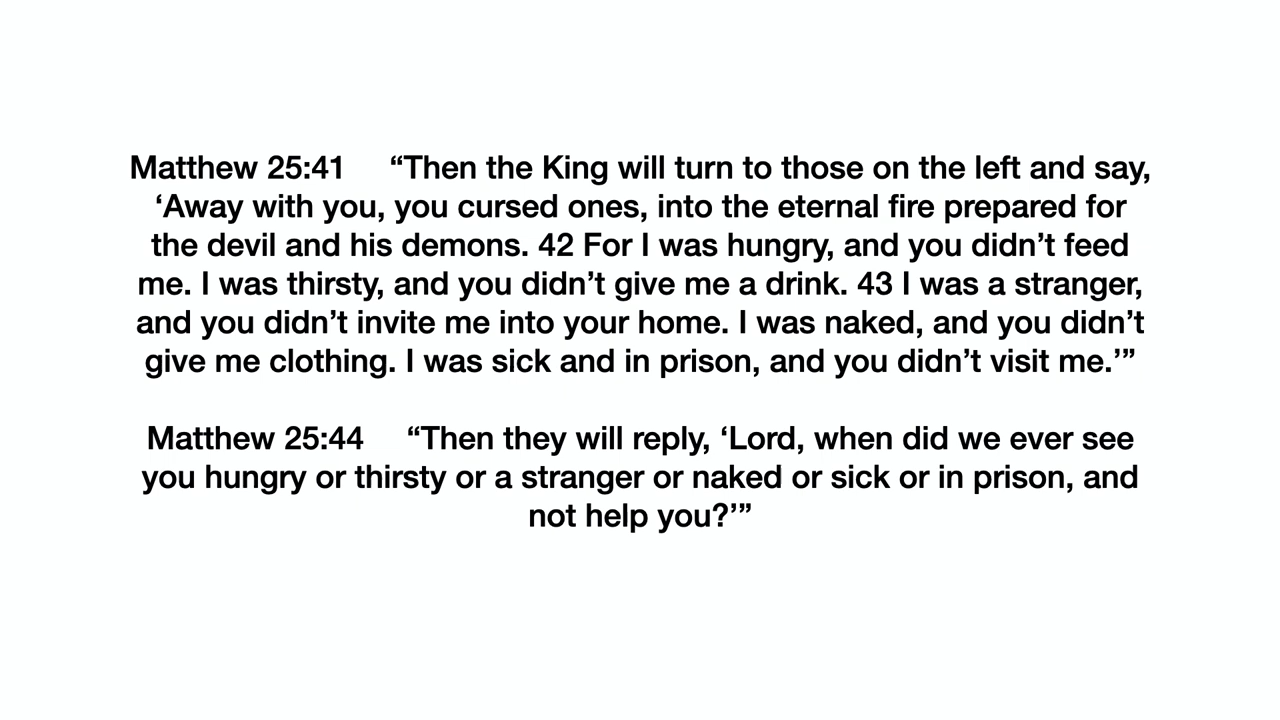 Matthew 25:41 “Then the King will turn to those on the left and say,
‘Away with you, you cursed ones, into the eternal fire prepared for
the devil and his demons. 42 For I was hungry, and you didn’t feed
me. I was thirsty, and you didn’t give me a drink. 43 I was a stranger,
and you didn’t invite me into your home. I was naked, and you didn’t
give me clothing. I was sick and in prison, and you didn’t visit me.’”
Matthew 25:44 “Then they will reply, ‘Lord, when did we ever see
you hungry or thirsty or a stranger or naked or sick or in prison, and
not help you?’”